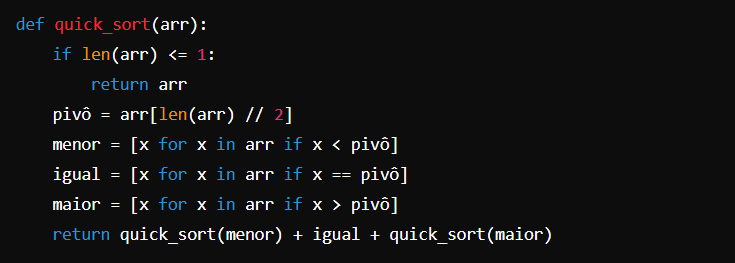 def quick_sort(arr):
    if len(arr) <= 1:
        return arr
    pivô = arr[len(arr) // 2]
    menor = [x for x in arr if x < pivô]
    igual = [x for x in arr if x == pivô]
    maior = [x for x in arr if x > pivô]
    return quick_sort(menor) + igual + quick_sort(maior)